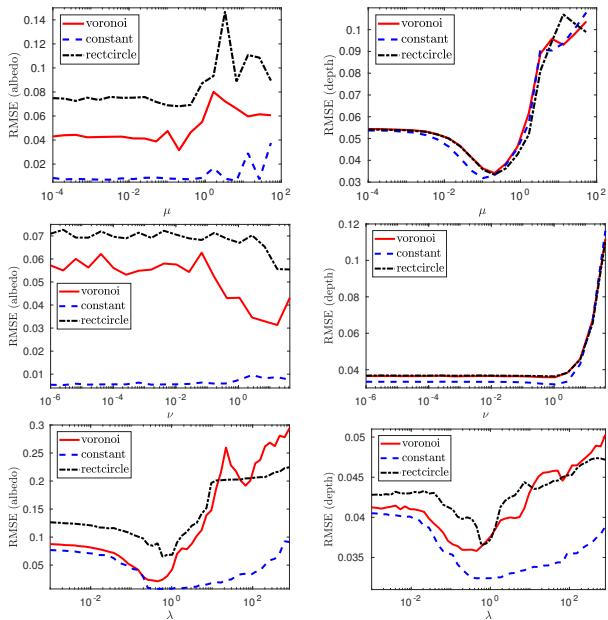 RMSE (albedo)
0.14
0.12
0.1
0.08
0.06
0.04
0.02
voronoi
constant
rectcircle
10^-4
10^-2
10^0
10^2
μ
RMSE (depth)
0.1
0.09
0.08
0.07
0.06
0.05
0.04
0.03
voronoi
constant
rectcircle
10^-4
10^-2
10^0
10^2
μ
RMSE (albedo)
0.07
0.06
0.05
0.04
0.03
0.02
0.01
voronoi
constant
rectcircle
10^-6
10^-4
10^-2
10^0
ν
RMSE (depth)
0.12
0.1
0.08
0.06
0.04
voronoi
constant
rectcircle
10^-6
10^-4
10^-2
10^0
ν
RMSE (albedo)
0.3
0.25
0.2
0.15
0.1
0.05
voronoi
constant
rectcircle
10^-2
10^0
10^2
λ
RMSE (depth)
0.05
0.045
0.04
0.035
voronoi
constant
rectcircle
10^-2
10^0
10^2
λ